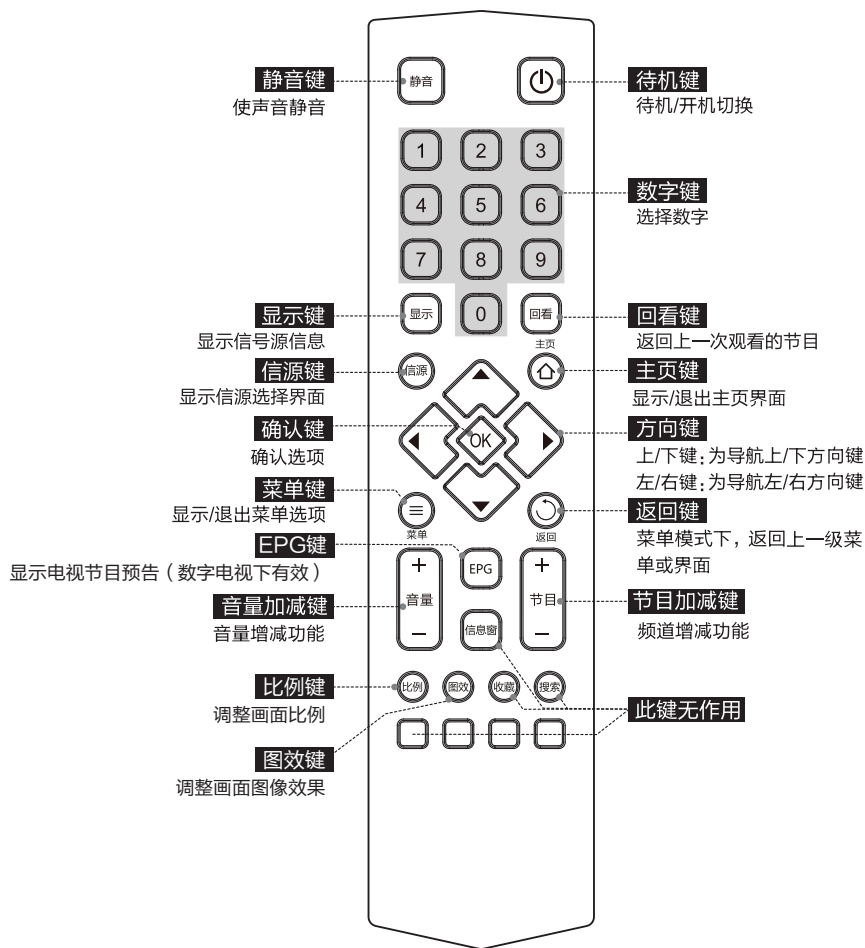 静音键
使声音静音
静音
待机键
待机/开机切换
1 2 3
4 5 6
7 8 9
数字键
选择数字
显示键
显示信号源信息
显示
0
回看
回看键
返回上一次观看的节目
主页
信源键
显示信源选择界面
信源
主页键
显示/退出主页界面
确认键
确认选项
OK
方向键
上/下键:为导航上/下方向键
左/右键:为导航左/右方向键
菜单键
显示/退出菜单选项
菜单
返回
返回键
菜单模式下，返回上一级菜
单或界面
EPG键
显示电视节目预告（数字电视下有效）
EPG
音量加减键
音量增减功能
+
音量
－
信息窗
+
节目
－
节目加减键
频道增减功能
比例键
调整画面比例
比例 图效 收藏 搜索
此键无作用
图效键
调整画面图像效果